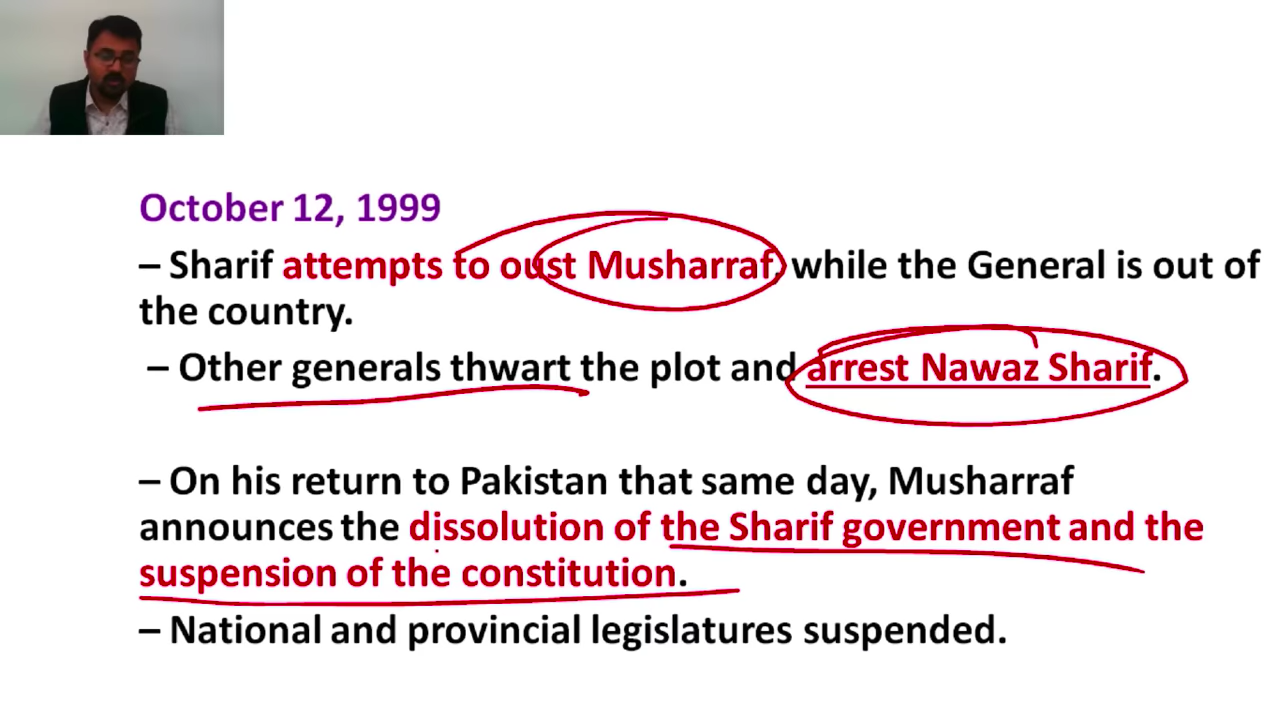 October 12, 1999
– Sharif attempts to oust Musharraf, while the General is out of
the country.
– Other generals thwart the plot and arrest Nawaz Sharif.
– On his return to Pakistan that same day, Musharraf
announces the dissolution of the Sharif government and the
suspension of the constitution.
– National and provincial legislatures suspended.